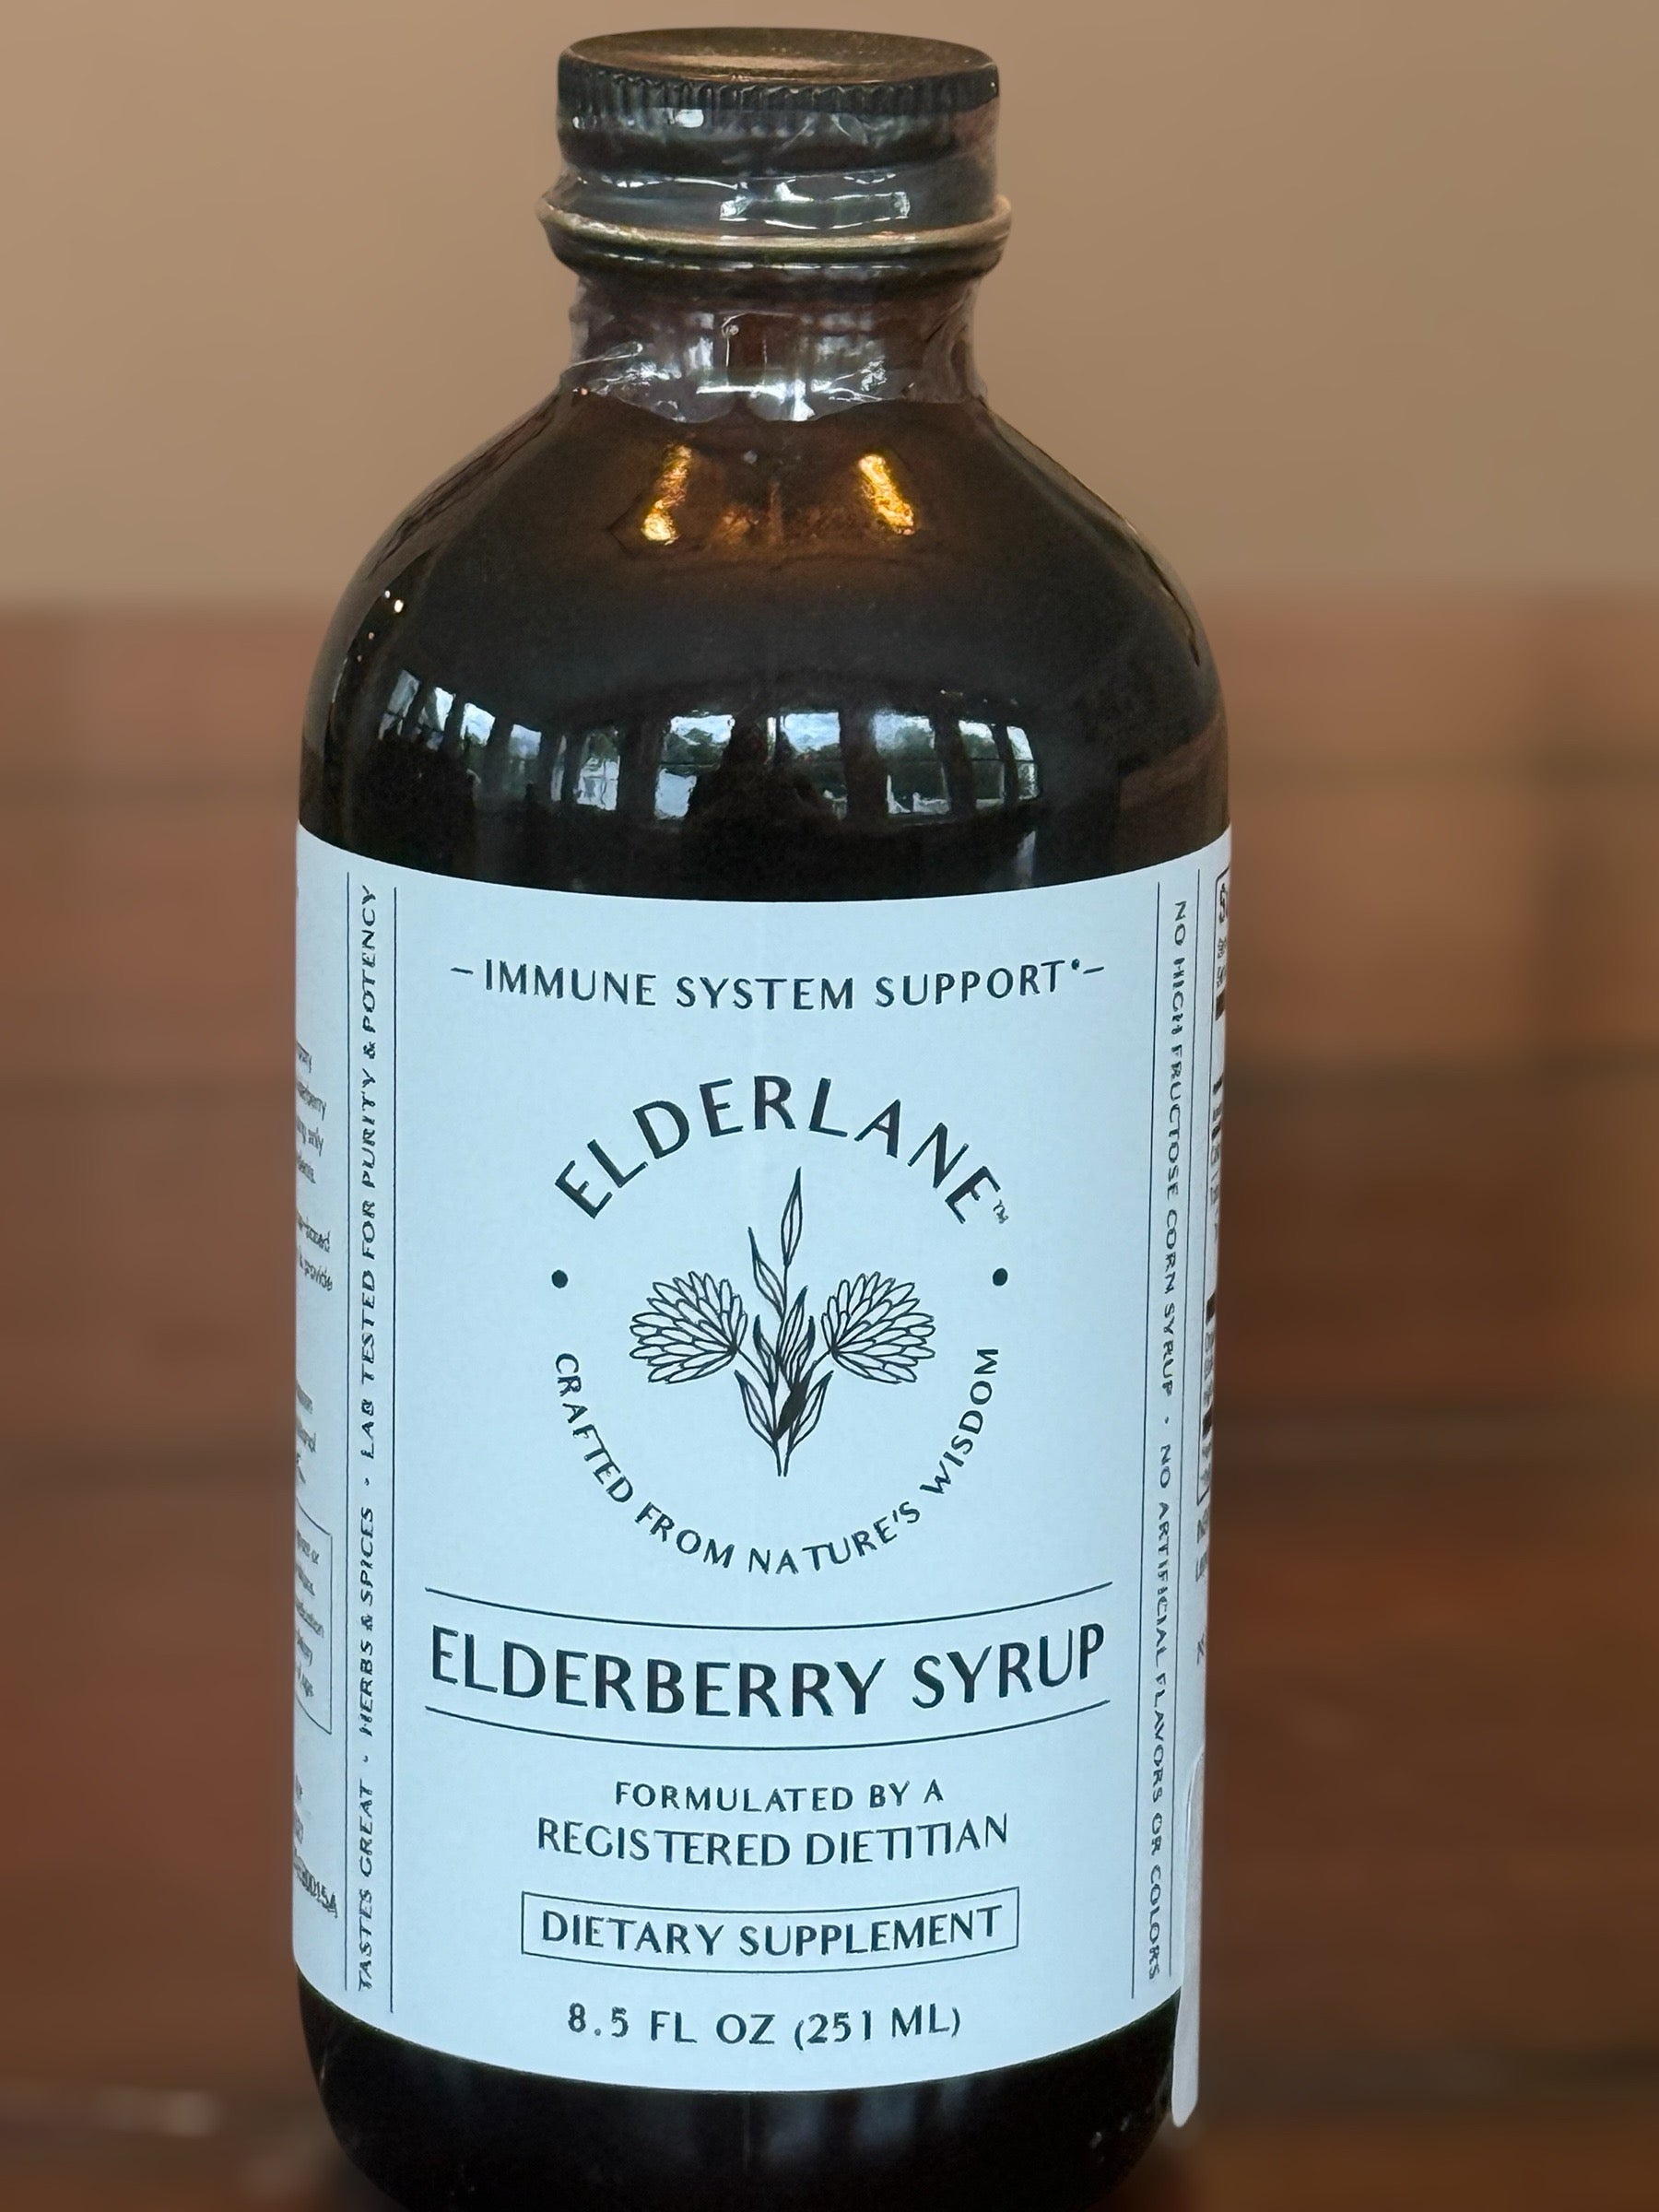 –IMMUNE SYSTEM SUPPORT*–
ELDERLANE™
• •
CRAFTED FROM NATURE'S WISDOM
ELDERBERRY SYRUP
FORMULATED BY A
REGISTERED DIETITIAN
DIETARY SUPPLEMENT
8.5 FL OZ (251 ML)
TASTES GREAT • HERBS & SPICES • LAB TESTED FOR PURITY & POTENCY
NO HIGH FRUCTOSE CORN SYRUP • NO ARTIFICIAL FLAVORS OR COLORS